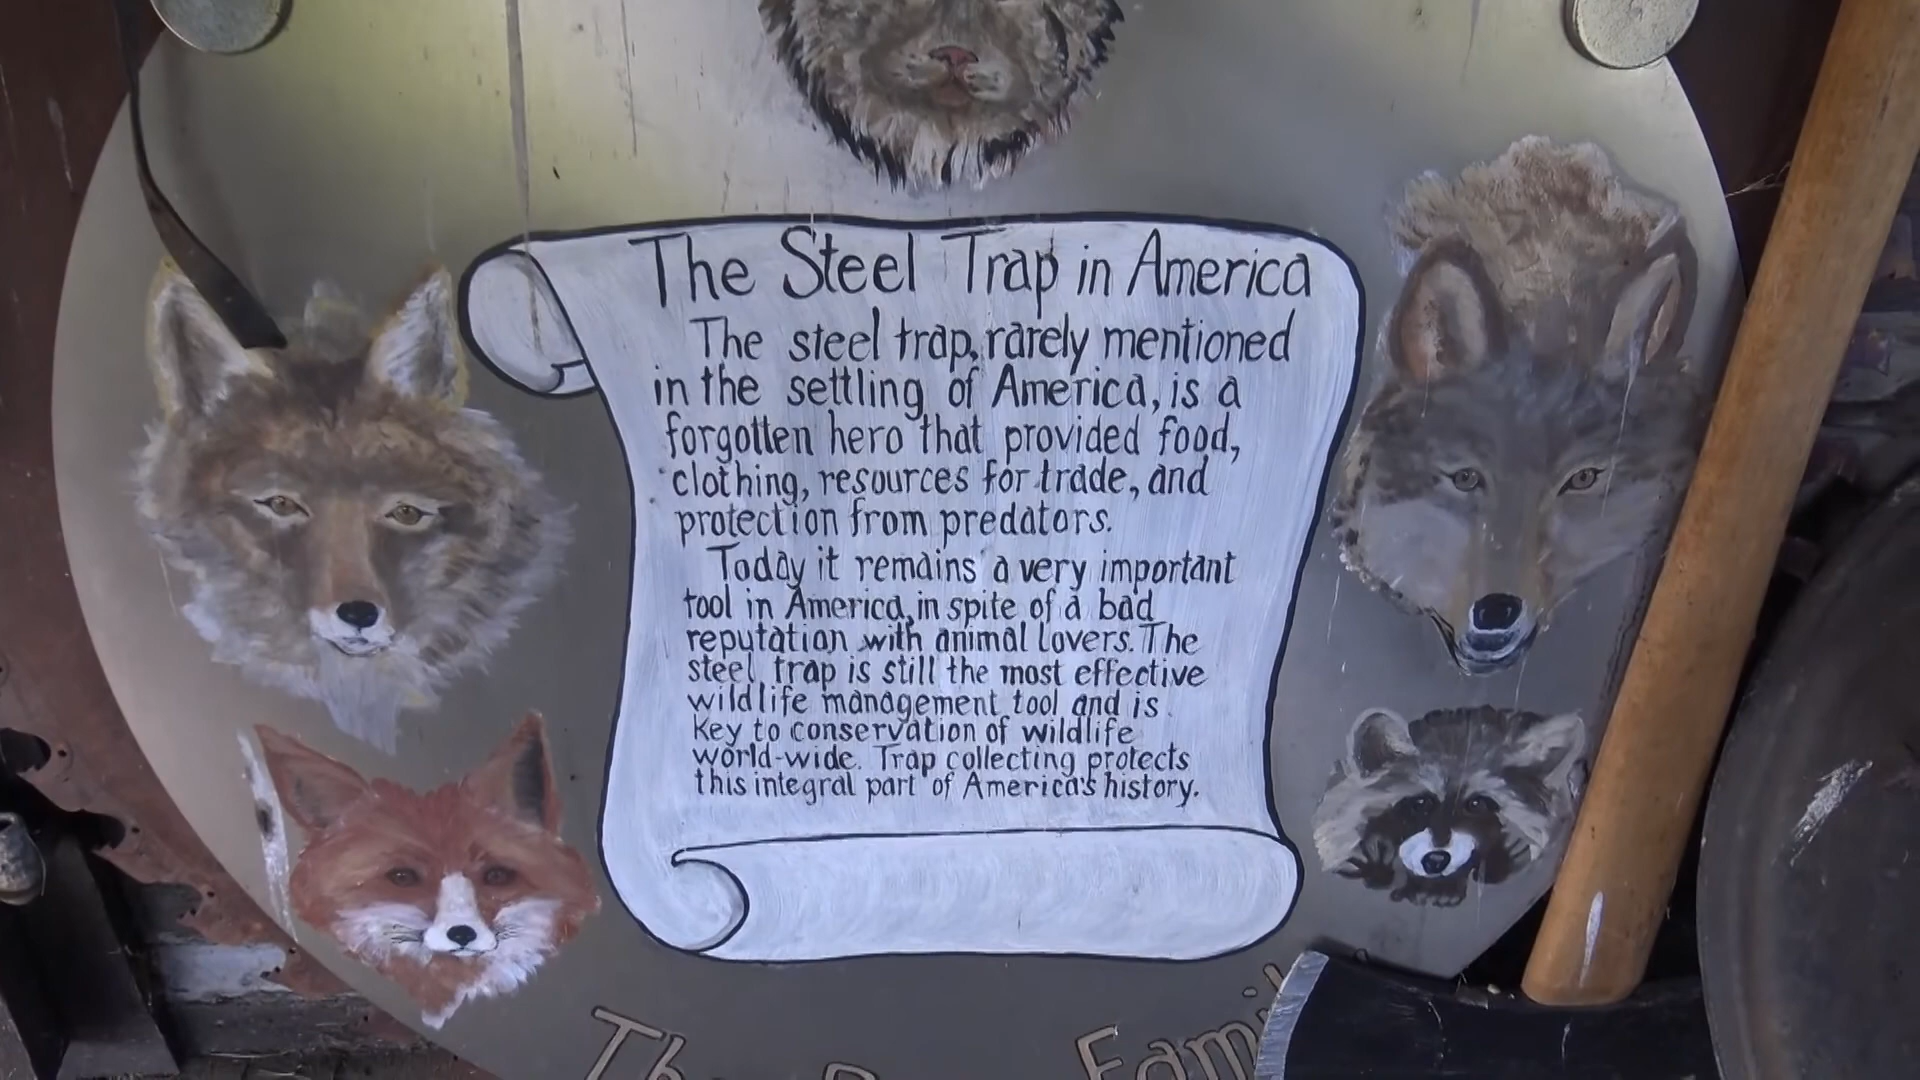 The Steel Trap in America
The steel trap, rarely mentioned
in the settling of America, is a
forgotten hero that provided food,
clothing, resources for trade, and
protection from predators.
Today it remains a very important
tool in America, in spite of a bad
reputation with animal lovers. The
steel trap is still the most effective
wildlife management tool and is
key to conservation of wildlife
world-wide. Trap collecting protects
this integral part of America's history.